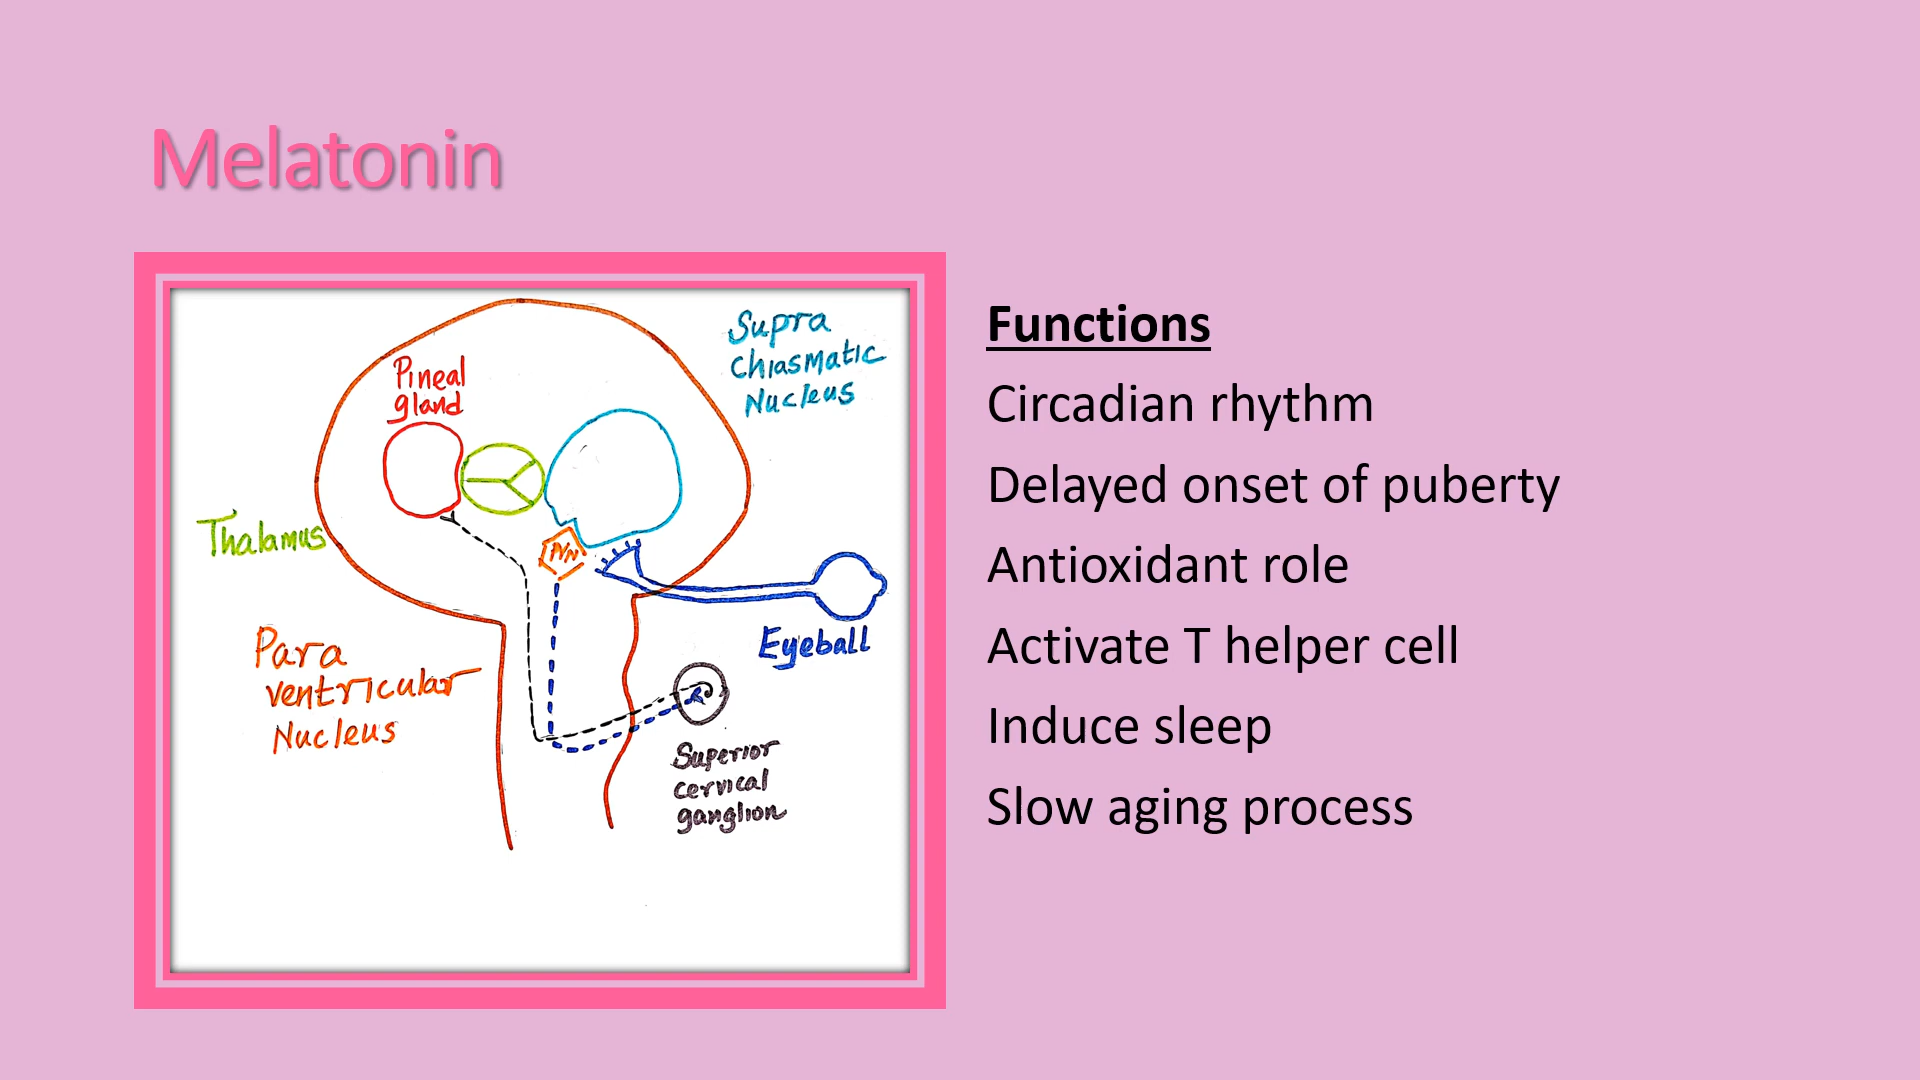 Melatonin
Pineal
gland
Supra
Chiasmatic
Nucleus
Thalamus
PVN
Para
ventricular
Nucleus
Eyeball
Superior
cervical
ganglion
Functions
Circadian rhythm
Delayed onset of puberty
Antioxidant role
Activate T helper cell
Induce sleep
Slow aging process